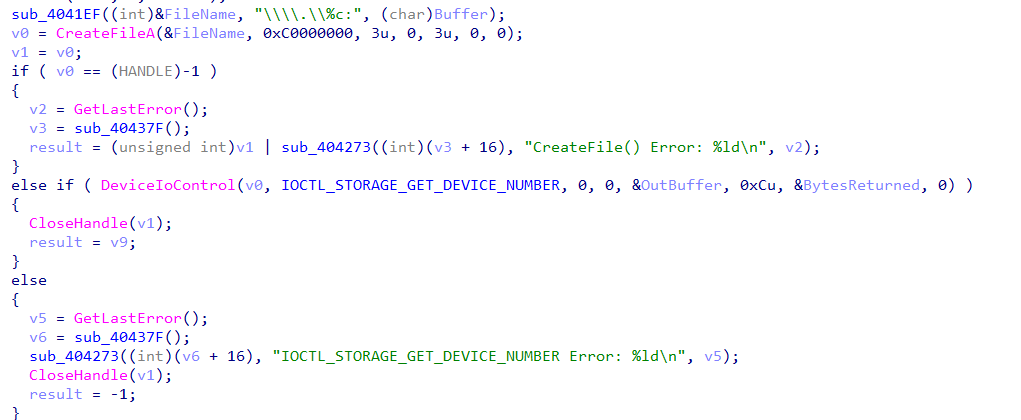 sub_4041EF((int)&FileName, "\\\\.\\%c:", (char)Buffer);
v0 = CreateFileA(&FileName, 0xC0000000, 3u, 0, 3u, 0, 0);
v1 = v0;
if ( v0 == (HANDLE)-1 )
{
  v2 = GetLastError();
  v3 = sub_40437F();
  result = (unsigned int)v1 | sub_404273((int)(v3 + 16), "CreateFile() Error: %ld\n", v2);
}
else if ( DeviceIoControl(v0, IOCTL_STORAGE_GET_DEVICE_NUMBER, 0, 0, &OutBuffer, 0xCu, &BytesReturned, 0) )
{
  CloseHandle(v1);
  result = v9;
}
else
{
  v5 = GetLastError();
  v6 = sub_40437F();
  sub_404273((int)(v6 + 16), "IOCTL_STORAGE_GET_DEVICE_NUMBER Error: %ld\n", v5);
  CloseHandle(v1);
  result = -1;
}